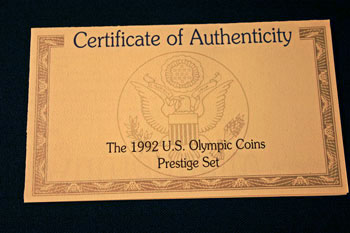 Certificate of Authenticity
The 1992 U.S. Olympic Coins
Prestige Set